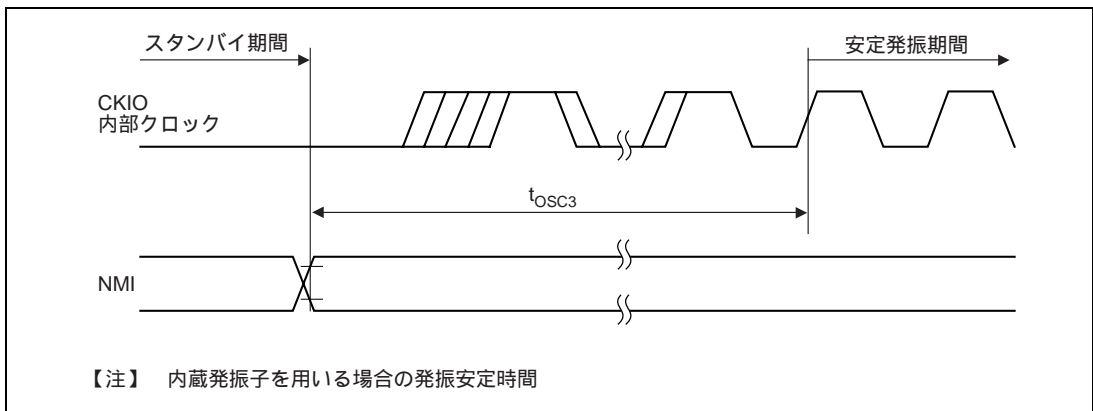 スタンバイ期間
安定発振期間
CKIO
内部クロック
tOSC3
NMI
【注】 内蔵発振子を用いる場合の発振安定時間